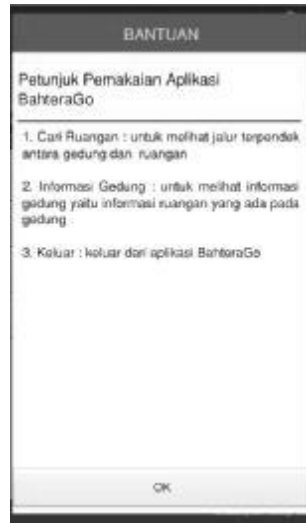 BANTUAN
Petunjuk Pemakaian Aplikasi
BahteraGo
1. Cari Ruangan : untuk melihat jalur terpendek
antara gedung dan ruangan
2. Informasi Gedung : untuk melihat informasi
gedung yaitu informasi ruangan yang ada pada
gedung
3. Keluar : keluar dari aplikasi BahteraGo
OK